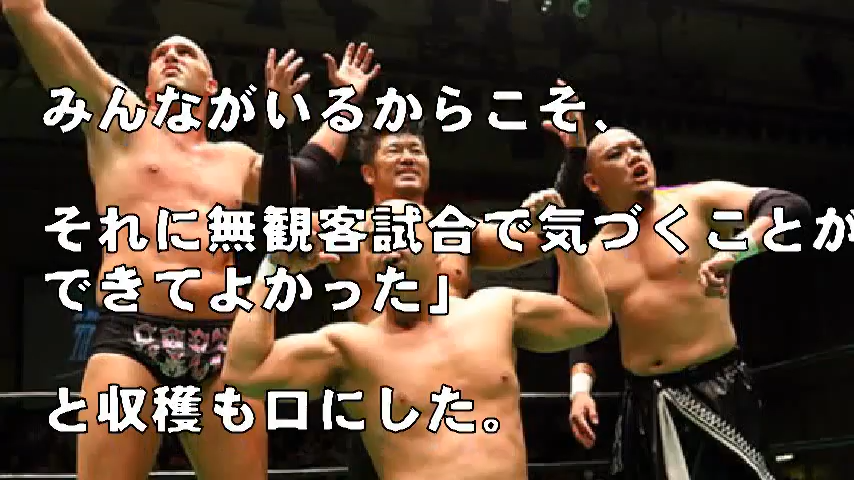 みんながいるからこそ、
それに無観客試合で気づくことが
できてよかった」
と収穫も口にした。